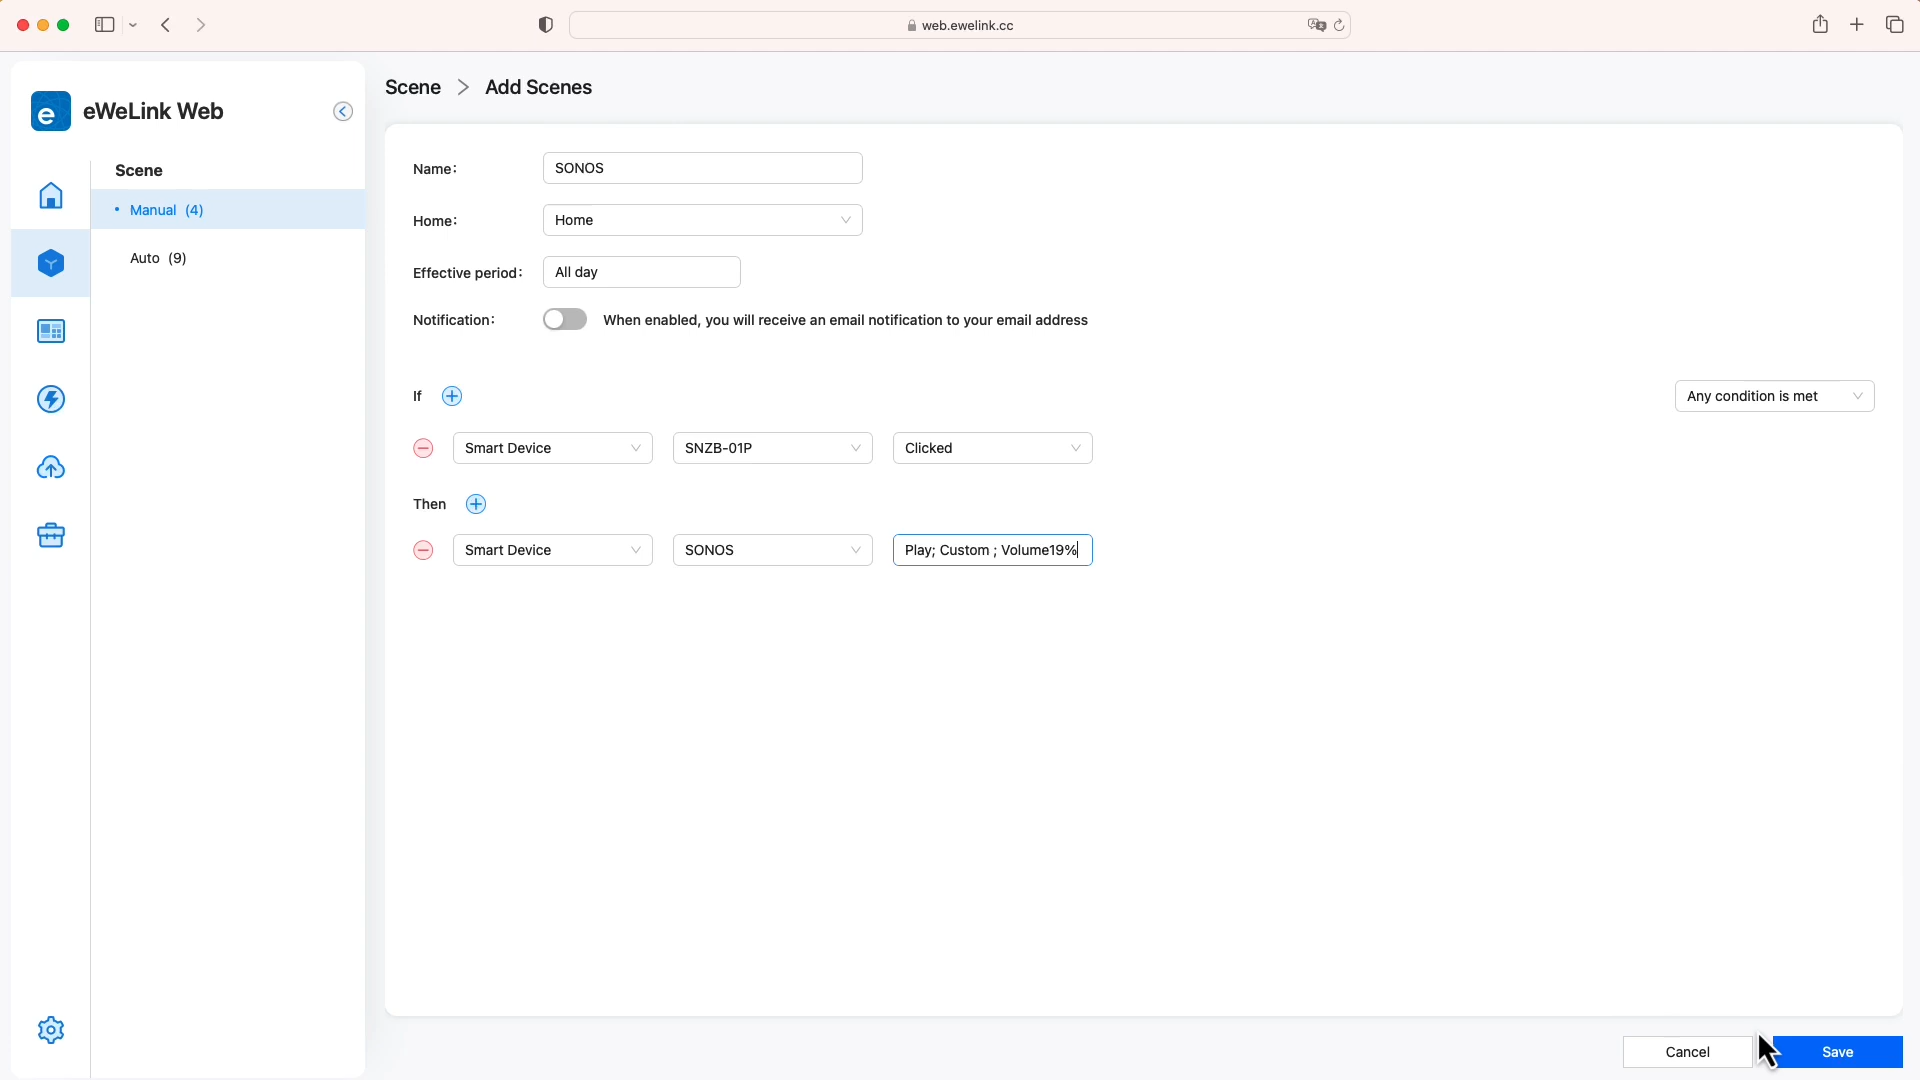 web.ewelink.cc
e eWeLink Web
Scene > Add Scenes
Scene
• Manual (4)
Auto (9)
Name: SONOS
Home: Home
Effective period: All day
Notification: When enabled, you will receive an email notification to your email address
If Any condition is met
Smart Device SNZB-01P Clicked
Then
Smart Device SONOS Play; Custom ; Volume19%
Cancel Save